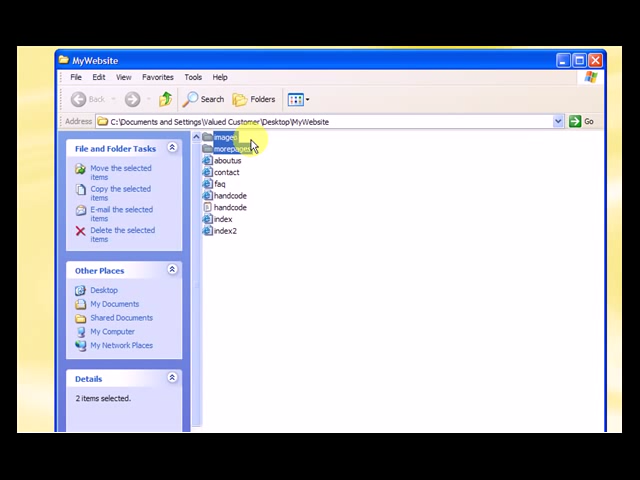 MyWebsite
File Edit View Favorites Tools Help
Back Search Folders
Address C:\Documents and Settings\Valued Customer\Desktop\MyWebsite Go
File and Folder Tasks
Move the selected
items
Copy the selected
items
E-mail the selected
items
Delete the selected
items
Other Places
Desktop
My Documents
Shared Documents
My Computer
My Network Places
Details
2 items selected.
images
morepages
aboutus
contact
faq
handcode
handcode
index
index2